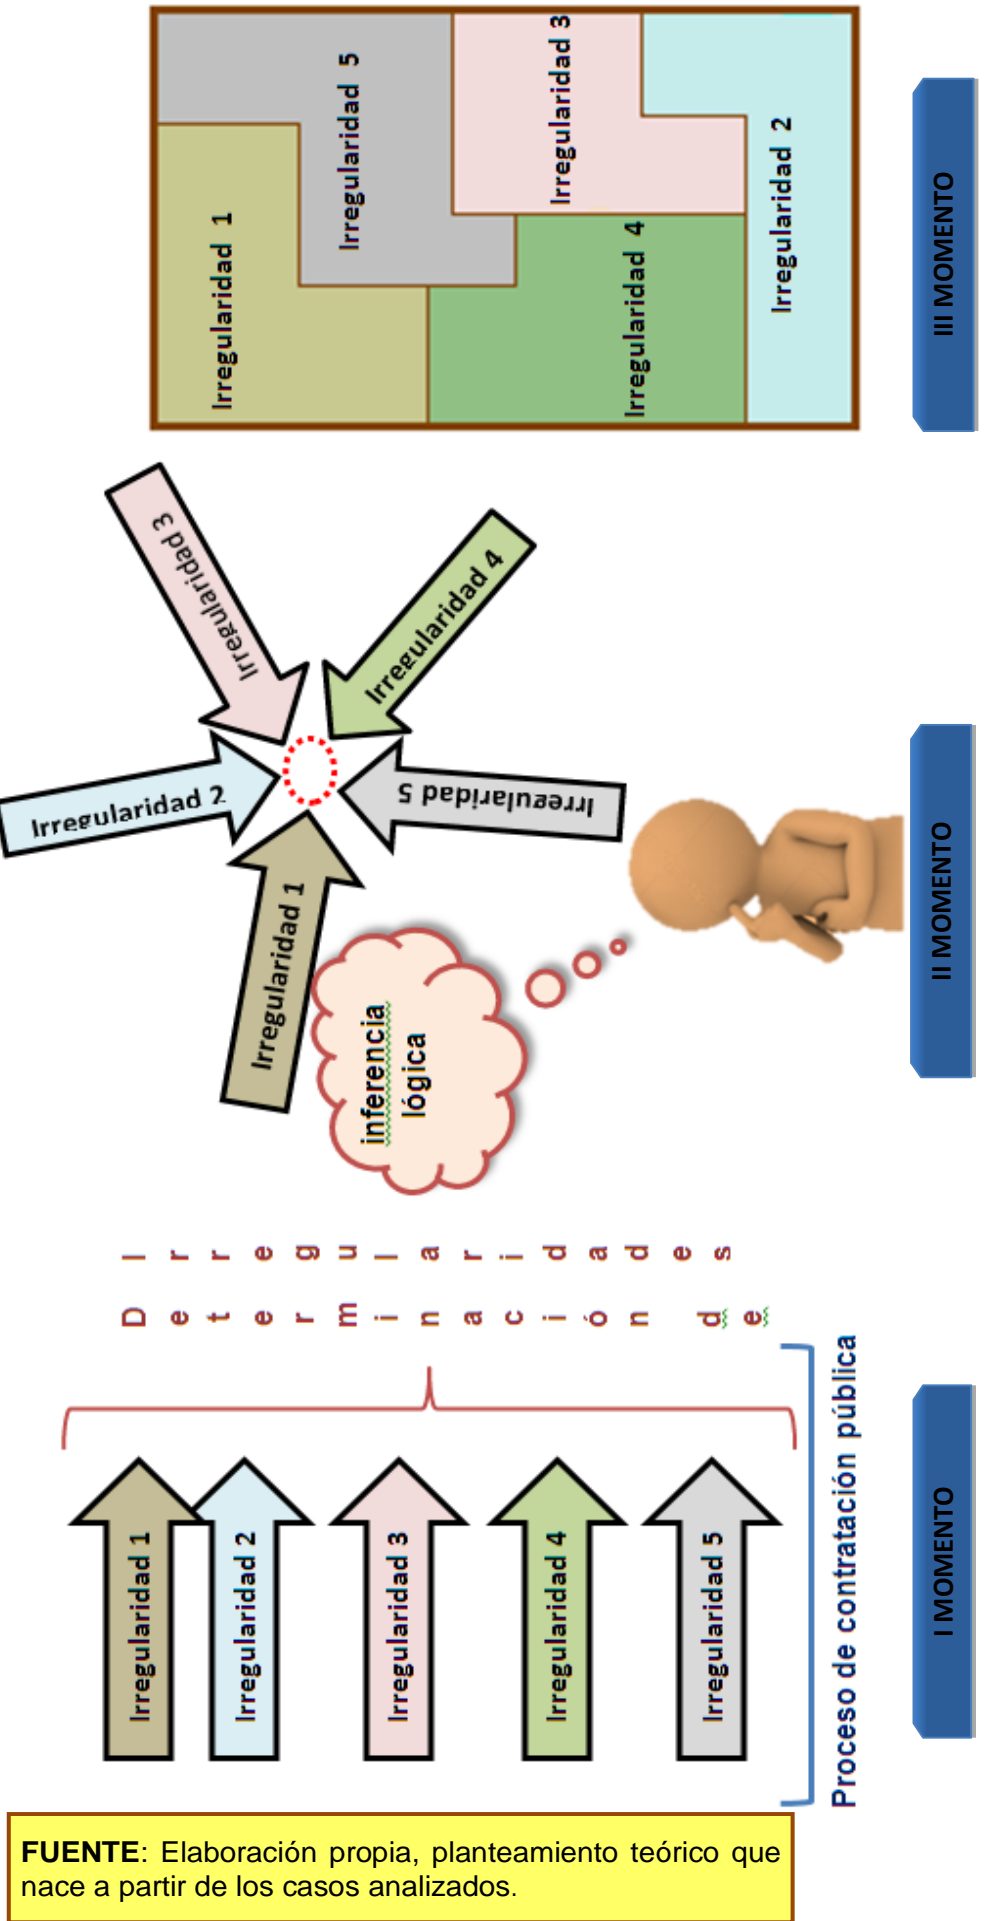 Irregularidad 1
Irregularidad 2
Irregularidad 3
Irregularidad 4
Irregularidad 5
Determinación de
Irregularidades
Proceso de contratación pública
I MOMENTO
Irregularidad 1
Irregularidad 2
Irregularidad 3
Irregularidad 4
Irregularidad 5
inferencia
lógica
II MOMENTO
Irregularidad 1
Irregularidad 5
Irregularidad 3
Irregularidad 4
Irregularidad 2
III MOMENTO
FUENTE: Elaboración propia, planteamiento teórico que
nace a partir de los casos analizados.